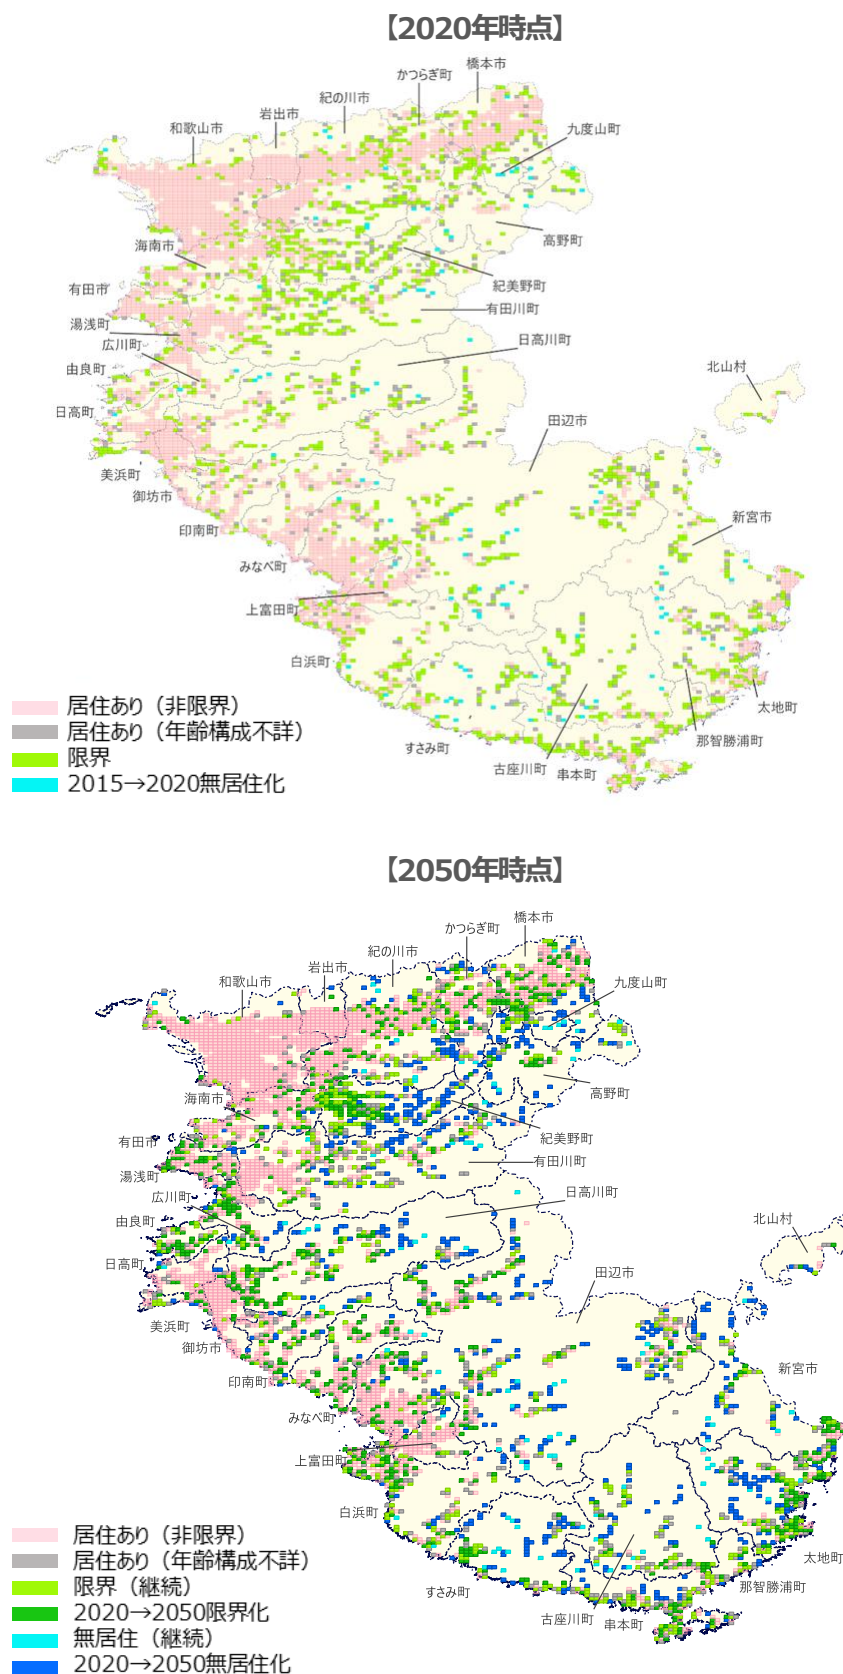 【2020年時点】
橋本市
かつらぎ町
紀の川市
岩出市
和歌山市
九度山町
高野町
海南市
紀美野町
有田市
有田川町
湯浅町
日高川町
広川町
由良町
北山村
日高町
田辺市
美浜町
御坊市
新宮市
印南町
みなべ町
上富田町
白浜町
太地町
那智勝浦町
すさみ町
古座川町
串本町
居住あり（非限界）
居住あり（年齢構成不詳）
限界
2015→2020無居住化
【2050年時点】
橋本市
かつらぎ町
紀の川市
岩出市
和歌山市
九度山町
高野町
海南市
紀美野町
有田市
有田川町
湯浅町
日高川町
広川町
由良町
北山村
日高町
田辺市
美浜町
御坊市
新宮市
印南町
みなべ町
上富田町
白浜町
太地町
那智勝浦町
すさみ町
古座川町
串本町
居住あり（非限界）
居住あり（年齢構成不詳）
限界（継続）
2020→2050限界化
無居住（継続）
2020→2050無居住化